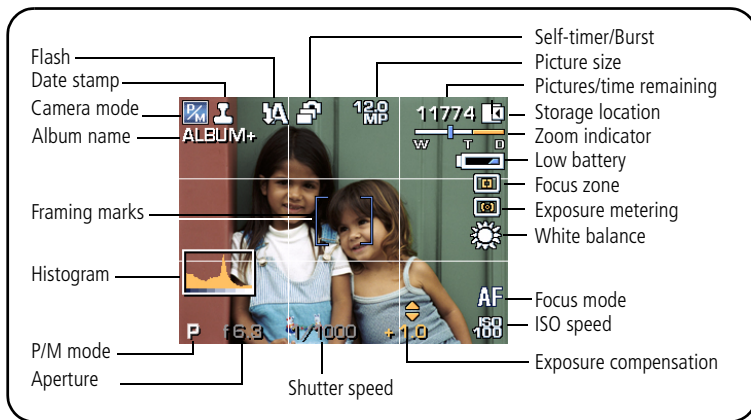 Flash
Date stamp
Camera mode
Album name
Framing marks
Histogram
P/M mode
Aperture
Shutter speed
Self-timer/Burst
Picture size
Pictures/time remaining
Storage location
Zoom indicator
Low battery
Focus zone
Exposure metering
White balance
Focus mode
ISO speed
Exposure compensation
P/M
ϟA
12.0
MP
11774
ALBUM+
W T D
AF
ISO
100
P f6.3 1/1000 +1.0